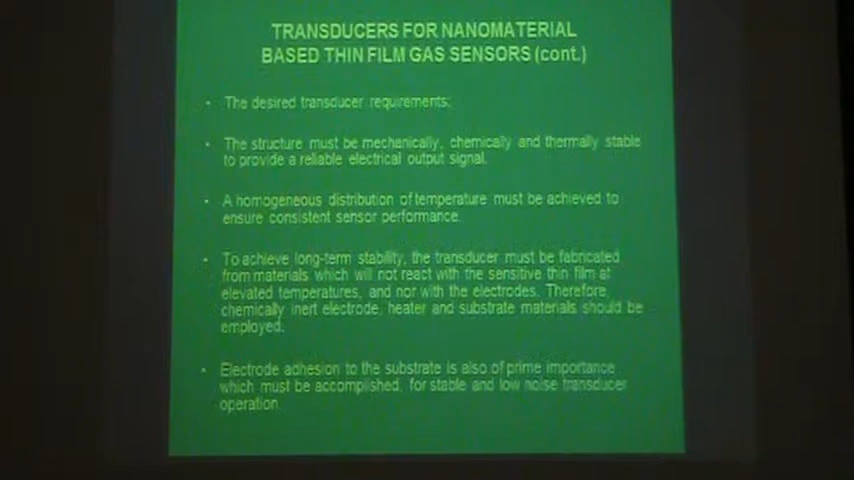 TRANSDUCERS FOR NANOMATERIAL
BASED THIN FILM GAS SENSORS (cont.)
• The desired transducer requirements:
• The structure must be mechanically, chemically and thermally stable
to provide a reliable electrical output signal.
• A homogeneous distribution of temperature must be achieved to
ensure consistent sensor performance.
• To achieve long-term stability, the transducer must be fabricated
from materials which will not react with the sensitive thin film at
elevated temperatures, and nor with the electrodes. Therefore,
chemically inert electrode, heater and substrate materials should be
employed.
• Electrode adhesion to the substrate is also of prime importance
which must be accomplished, for stable and low noise transducer
operation.